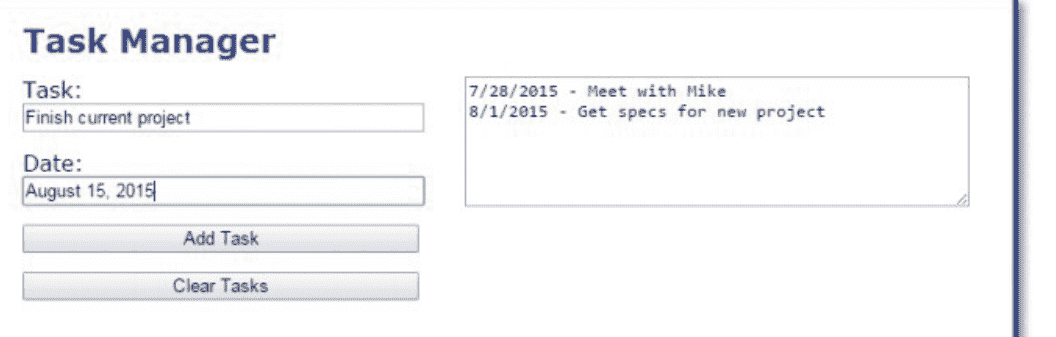 Task Manager
Task:
Finish current project
Date:
August 15, 2015
Add Task
Clear Tasks
7/28/2015 - Meet with Mike
8/1/2015 - Get specs for new project